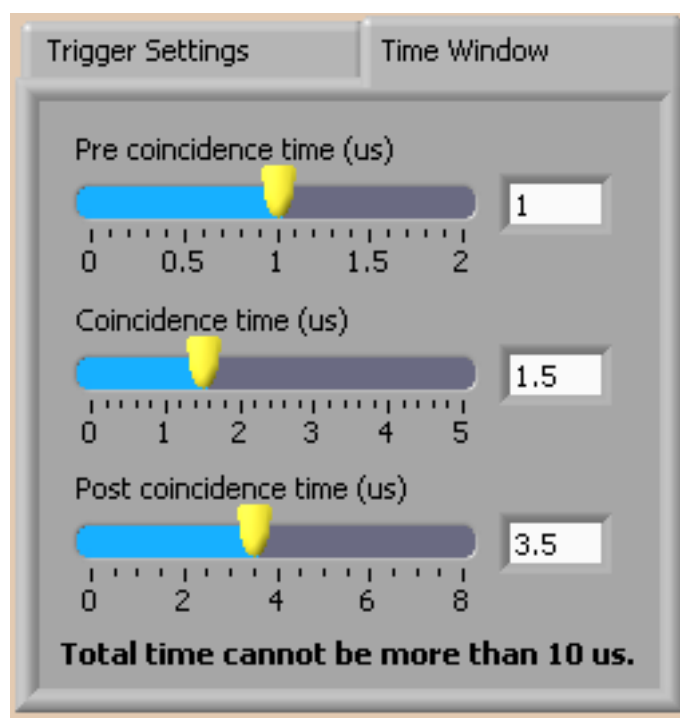 Trigger Settings Time Window
Pre coincidence time (us)
1
0 0.5 1 1.5 2
Coincidence time (us)
1.5
0 1 2 3 4 5
Post coincidence time (us)
3.5
0 2 4 6 8
Total time cannot be more than 10 us.